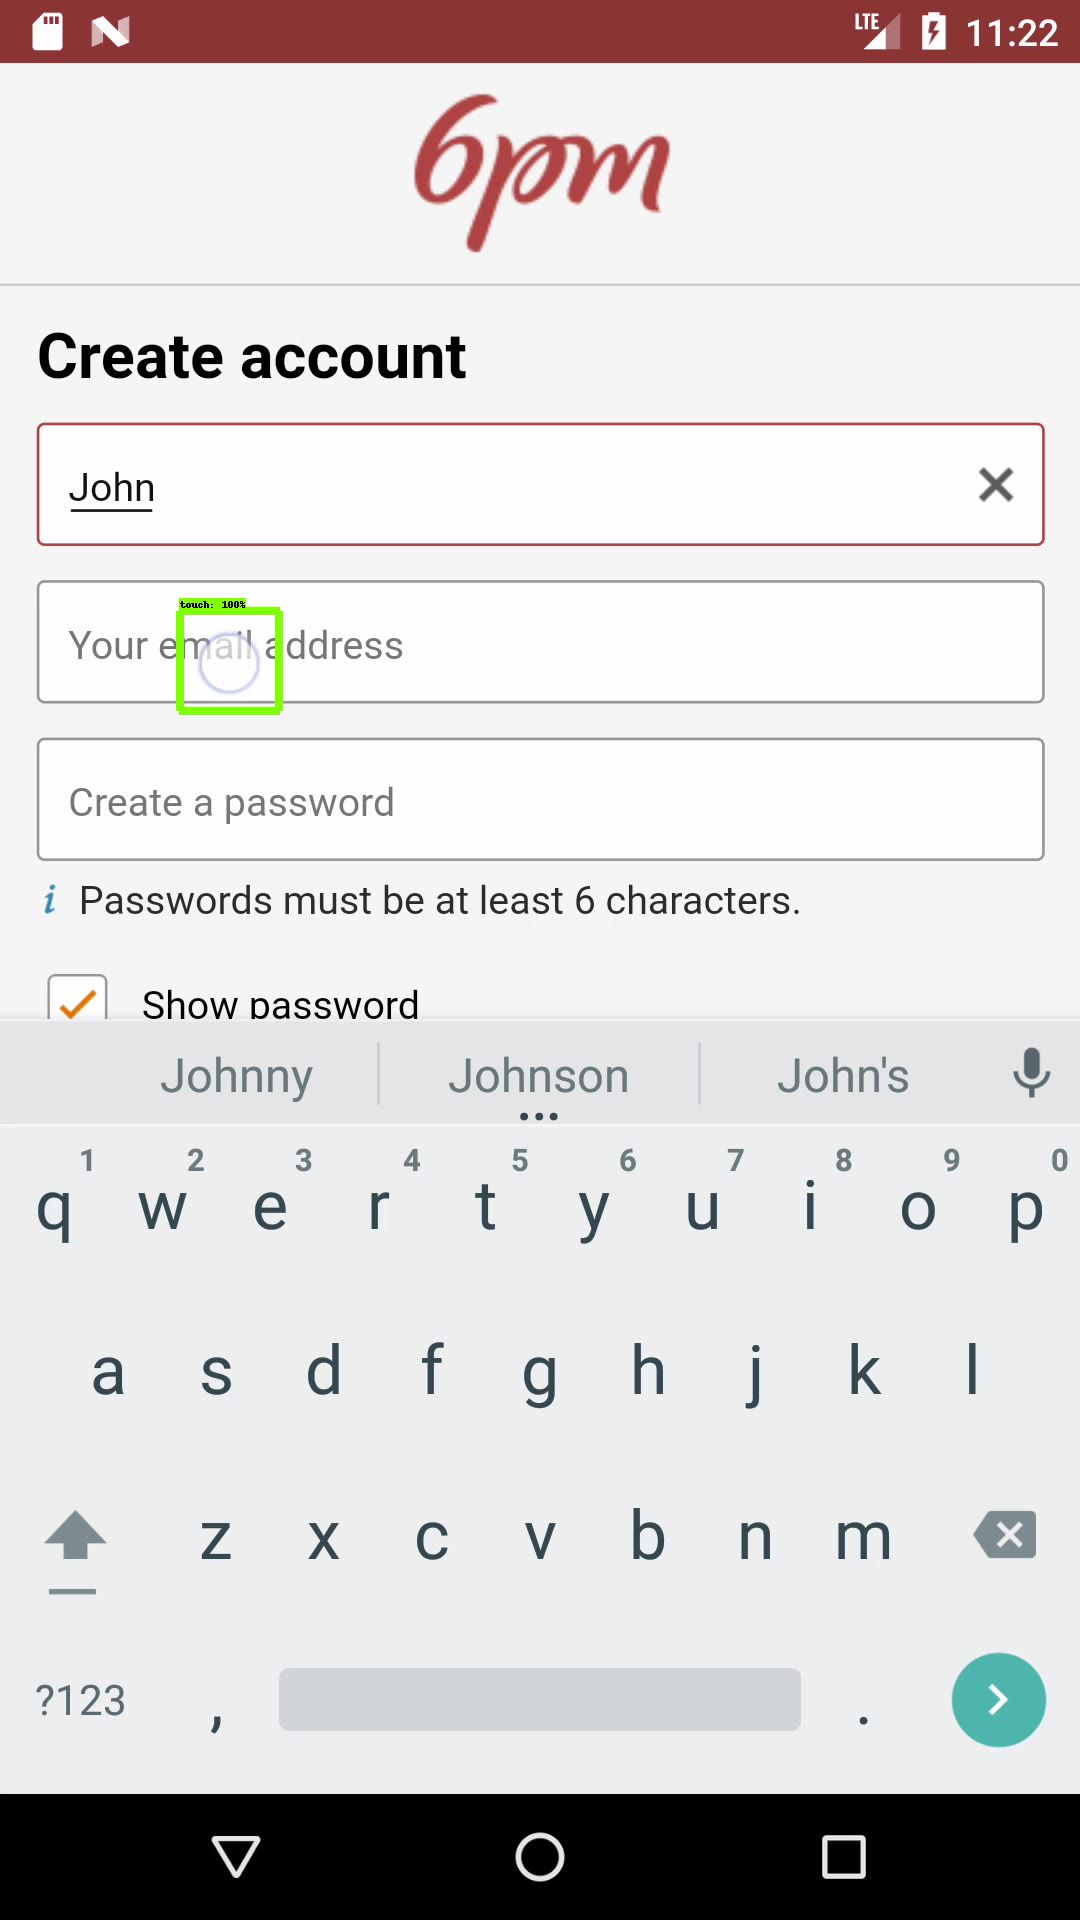 LTE 11:22
6pm
Create account
John
touch: 100%
Your email address
Create a password
i Passwords must be at least 6 characters.
Show password
Johnny Johnson John's
1 2 3 4 5 6 7 8 9 0
q w e r t y u i o p
a s d f g h j k l
z x c v b n m
?123 , .